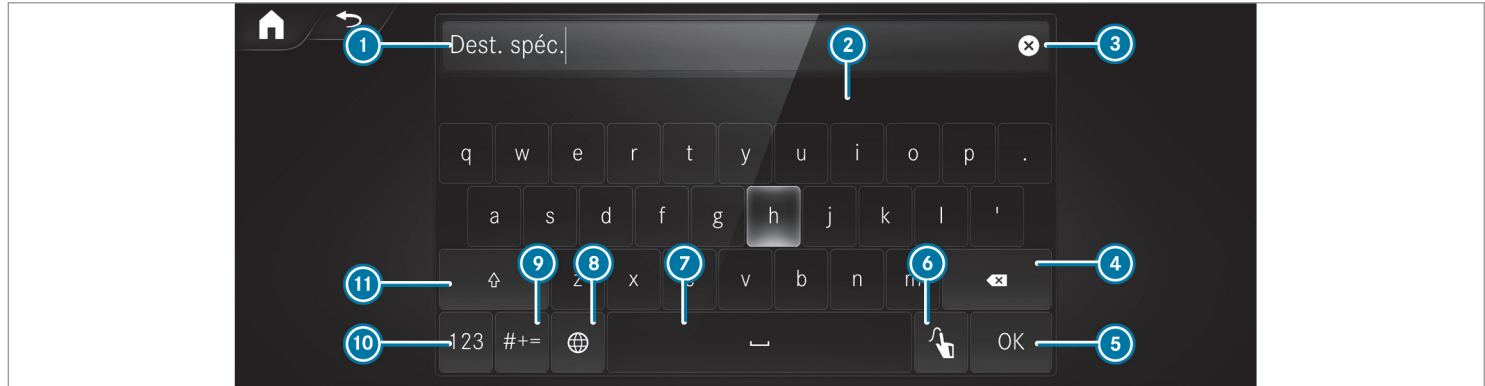 1 Dest. spéc. 2 3
q w e r t y u i o p .
a s d f g h j k l '
11 9 8 z x 7 v b n m 6 4
10 123 #+= OK 5